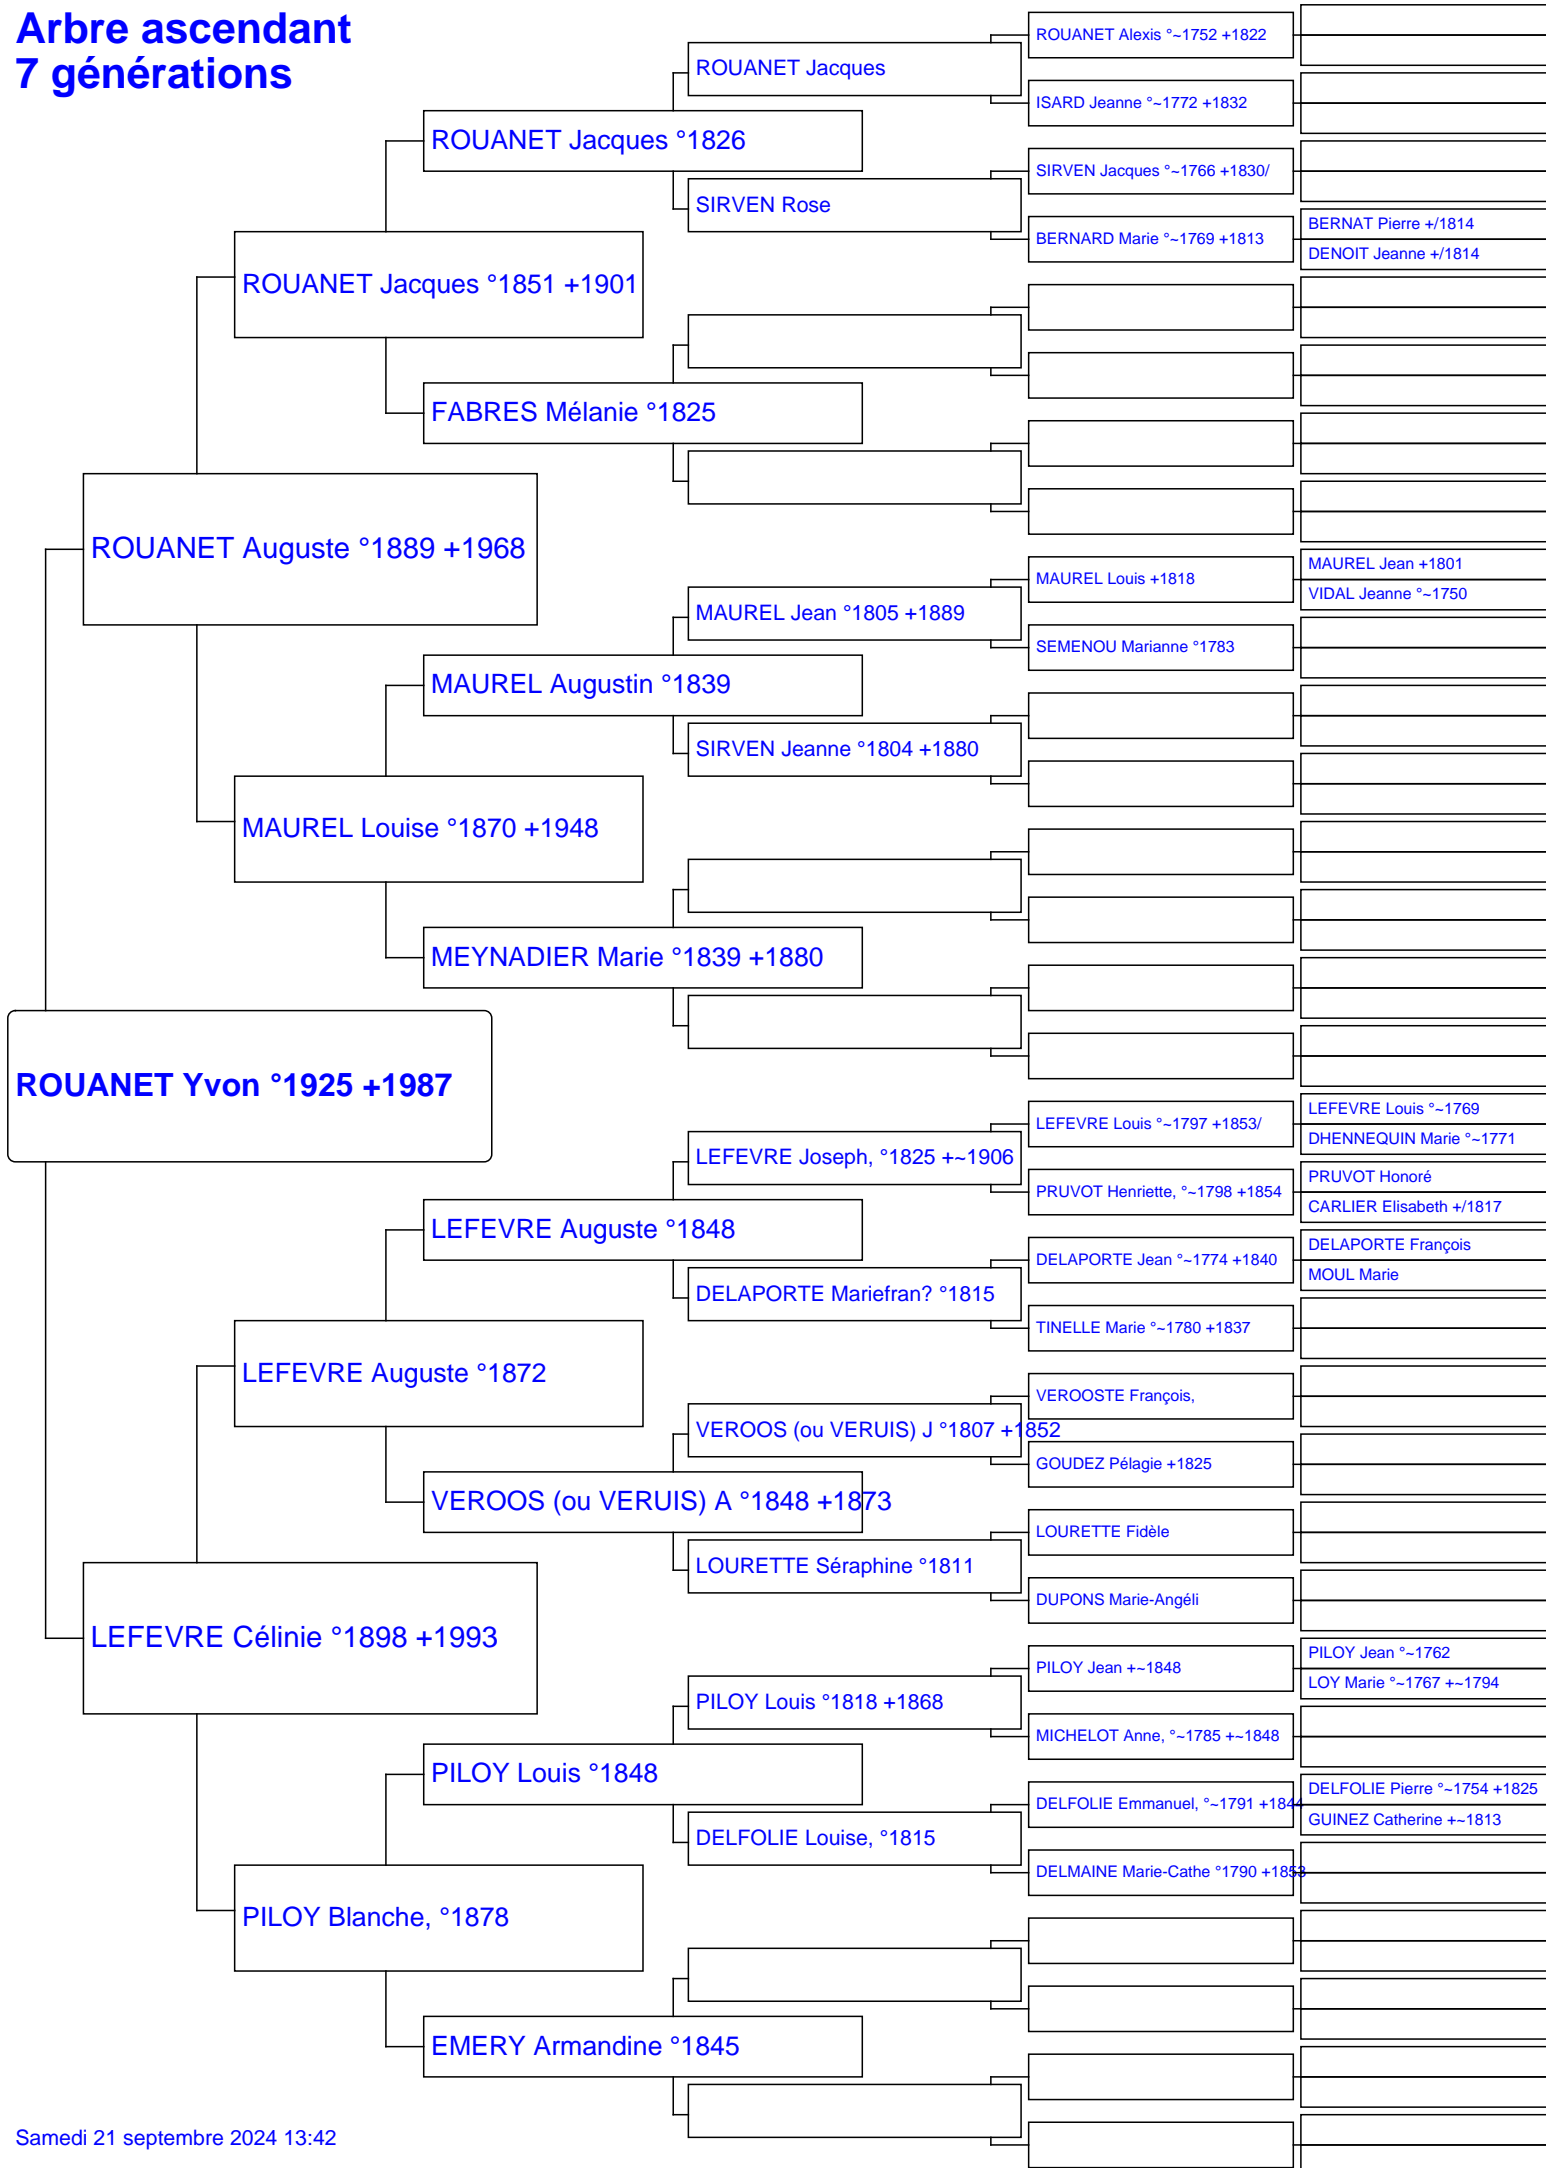 Arbre ascendant
7 générations
ROUANET Yvon °1925 +1987
ROUANET Auguste °1889 +1968
LEFEVRE Célinie °1898 +1993
ROUANET Jacques °1851 +1901
MAUREL Louise °1870 +1948
LEFEVRE Auguste °1872
PILOY Blanche, °1878
ROUANET Jacques °1826
FABRES Mélanie °1825
MAUREL Augustin °1839
MEYNADIER Marie °1839 +1880
LEFEVRE Auguste °1848
VEROOS (ou VERUIS) A °1848 +1873
PILOY Louis °1848
EMERY Armandine °1845
ROUANET Jacques
SIRVEN Rose
MAUREL Jean °1805 +1889
SIRVEN Jeanne °1804 +1880
LEFEVRE Joseph, °1825 +~1906
DELAPORTE Mariefran? °1815
VEROOS (ou VERUIS) J °1807 +1852
LOURETTE Séraphine °1811
PILOY Louis °1818 +1868
DELFOLIE Louise, °1815
ROUANET Alexis °~1752 +1822
ISARD Jeanne °~1772 +1832
SIRVEN Jacques °~1766 +1830/
BERNARD Marie °~1769 +1813
MAUREL Louis +1818
SEMENOU Marianne °1783
LEFEVRE Louis °~1797 +1853/
PRUVOT Henriette, °~1798 +1854
DELAPORTE Jean °~1774 +1840
TINELLE Marie °~1780 +1837
VEROOSTE François,
GOUDEZ Pélagie +1825
LOURETTE Fidèle
DUPONS Marie-Angéli
PILOY Jean +~1848
MICHELOT Anne, °~1785 +~1848
DELFOLIE Emmanuel, °~1791 +1844
DELMAINE Marie-Cathe °1790 +1853
BERNAT Pierre +/1814
DENOIT Jeanne +/1814
MAUREL Jean +1801
VIDAL Jeanne °~1750
LEFEVRE Louis °~1769
DHENNEQUIN Marie °~1771
PRUVOT Honoré
CARLIER Elisabeth +/1817
DELAPORTE François
MOUL Marie
PILOY Jean °~1762
LOY Marie °~1767 +~1794
DELFOLIE Pierre °~1754 +1825
GUINEZ Catherine +~1813
Samedi 21 septembre 2024 13:42